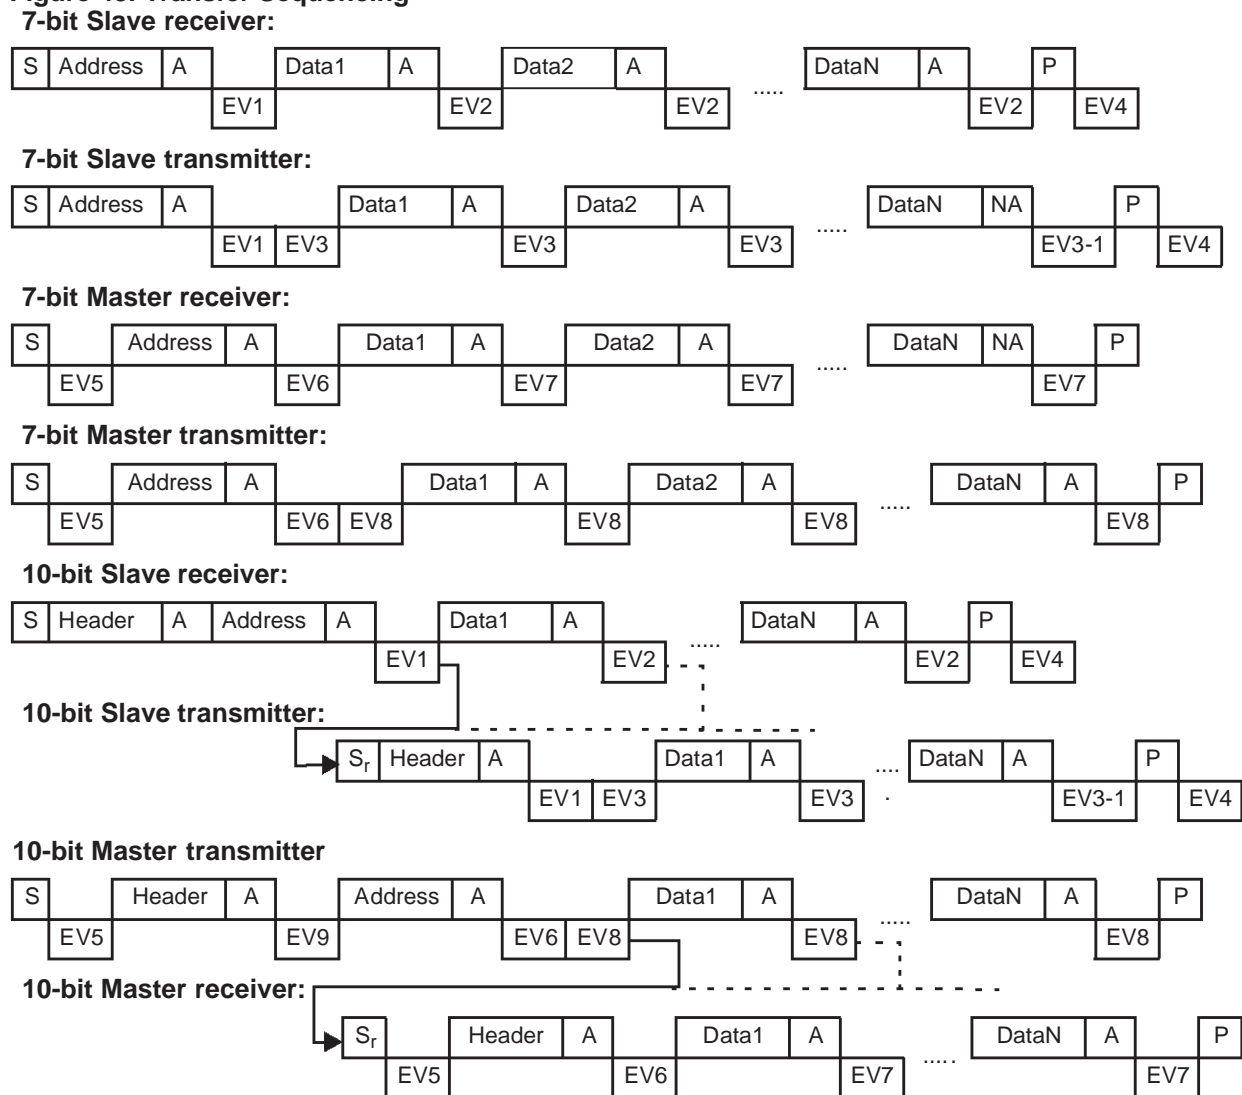 7-bit Slave receiver:
S Address A Data1 A Data2 A ..... DataN A P
EV1 EV2 EV2 EV2 EV4
7-bit Slave transmitter:
S Address A Data1 A Data2 A ..... DataN NA P
EV1 EV3 EV3 EV3 EV3-1 EV4
7-bit Master receiver:
S Address A Data1 A Data2 A ..... DataN NA P
EV5 EV6 EV7 EV7 EV7
7-bit Master transmitter:
S Address A Data1 A Data2 A ..... DataN A P
EV5 EV6 EV8 EV8 EV8 EV8
10-bit Slave receiver:
S Header A Address A Data1 A ..... DataN A P
EV1 EV2 EV2 EV4
10-bit Slave transmitter:
Sr Header A Data1 A .... DataN A P
EV1 EV3 EV3 . EV3-1 EV4
10-bit Master transmitter
S Header A Address A Data1 A ..... DataN A P
EV5 EV9 EV6 EV8 EV8 EV8
10-bit Master receiver:
Sr Header A Data1 A ..... DataN A P
EV5 EV6 EV7 EV7